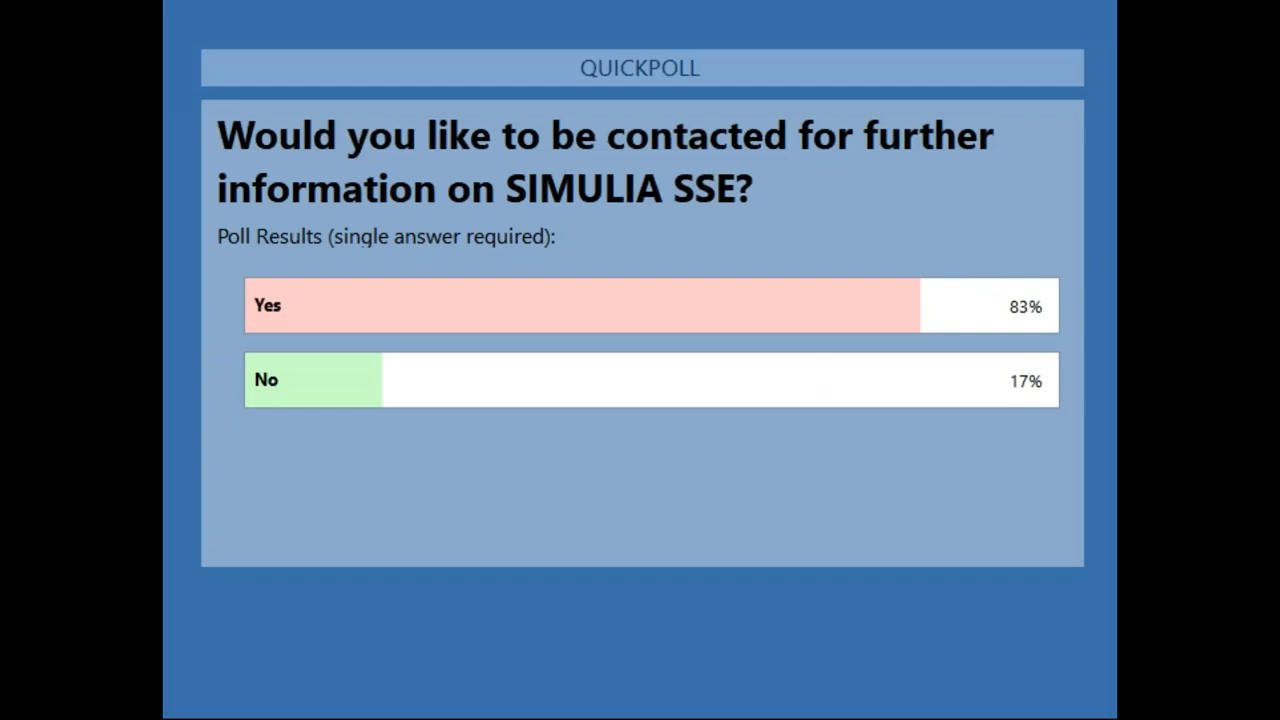 QUICKPOLL
Would you like to be contacted for further
information on SIMULIA SSE?
Poll Results (single answer required):
Yes 83%
No 17%